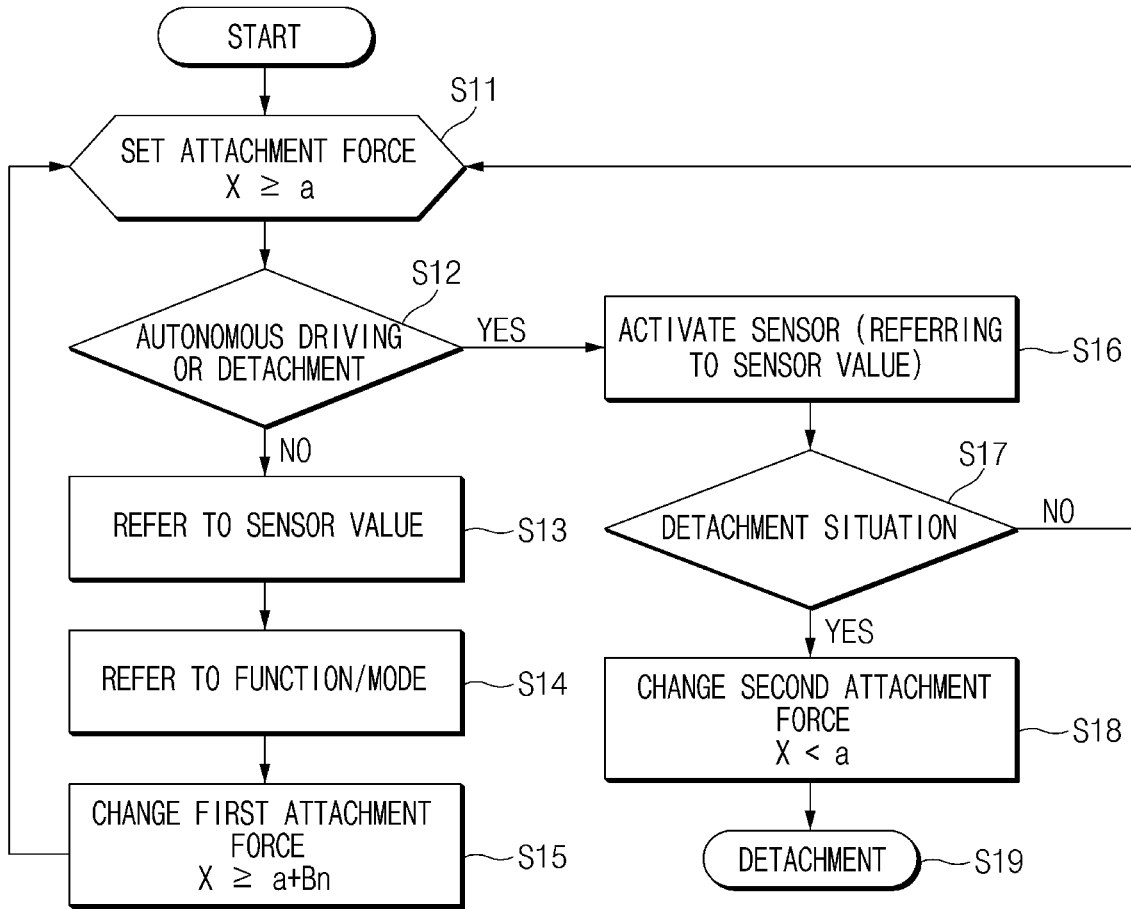 START
S11
SET ATTACHMENT FORCE
X ≥ a
S12
AUTONOMOUS DRIVING
OR DETACHMENT
YES
NO
REFER TO SENSOR VALUE
S13
REFER TO FUNCTION/MODE
S14
CHANGE FIRST ATTACHMENT
FORCE
X ≥ a+Bn
S15
ACTIVATE SENSOR (REFERRING
TO SENSOR VALUE)
S16
S17
DETACHMENT SITUATION
NO
YES
CHANGE SECOND ATTACHMENT
FORCE
X < a
S18
DETACHMENT
S19